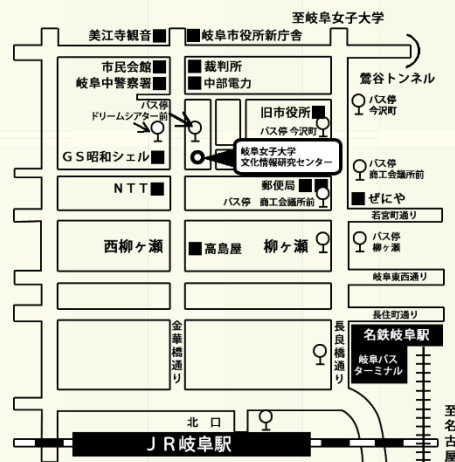 至岐阜女子大学
美江寺観音
岐阜市役所新庁舎
市民会館
裁判所
岐阜中警察署
中部電力
鶯谷トンネル
バス停
ドリームシアター前
旧市役所
バス停
今沢町
バス停 今沢町
GS昭和シェル
岐阜女子大学
文化情報研究センター
バス停
商工会議所前
NTT
郵便局
バス停 商工会議所前
ぜにや
若宮町通り
西柳ヶ瀬
高島屋
柳ヶ瀬
バス停
柳ヶ瀬
岐阜東西通り
長住町通り
金華橋通り
長良橋通り
名鉄岐阜駅
岐阜バス
ターミナル
北口
JR岐阜駅
至名古屋